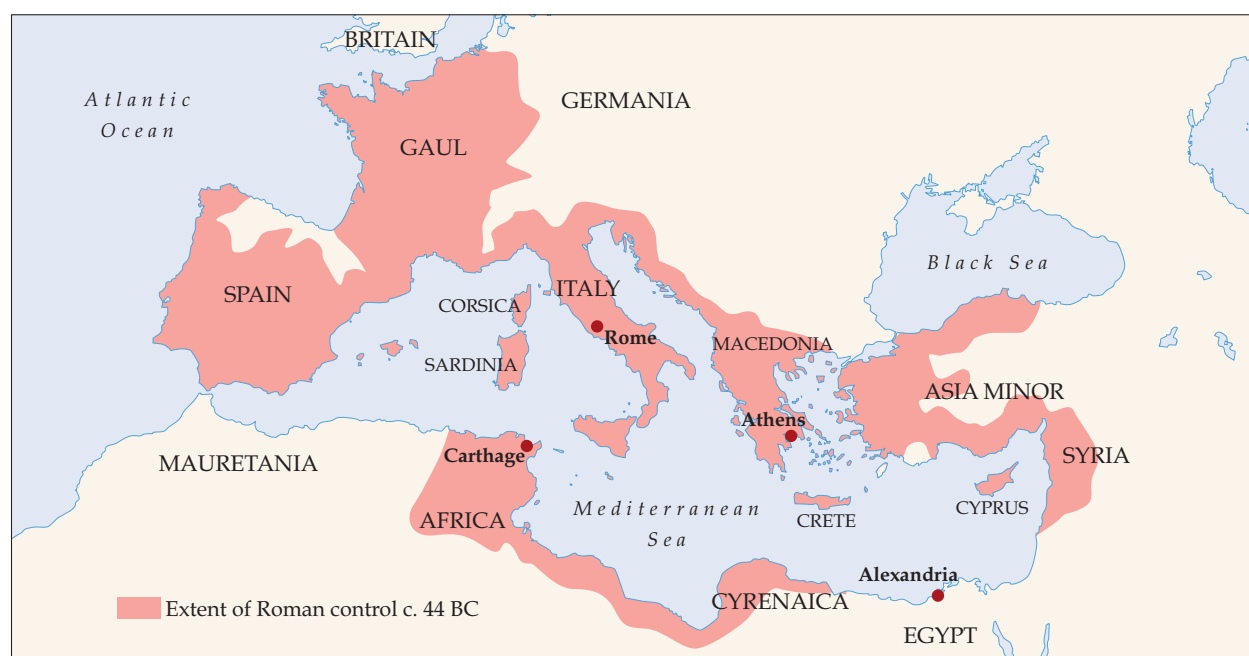 BRITAIN
Atlantic
Ocean
GERMANIA
GAUL
Black Sea
SPAIN
ITALY
CORSICA
Rome
MACEDONIA
SARDINIA
ASIA MINOR
Athens
Carthage
SYRIA
MAURETANIA
Mediterranean
Sea
CYPRUS
CRETE
AFRICA
Alexandria
CYRENAICA
EGYPT
Extent of Roman control c. 44 BC